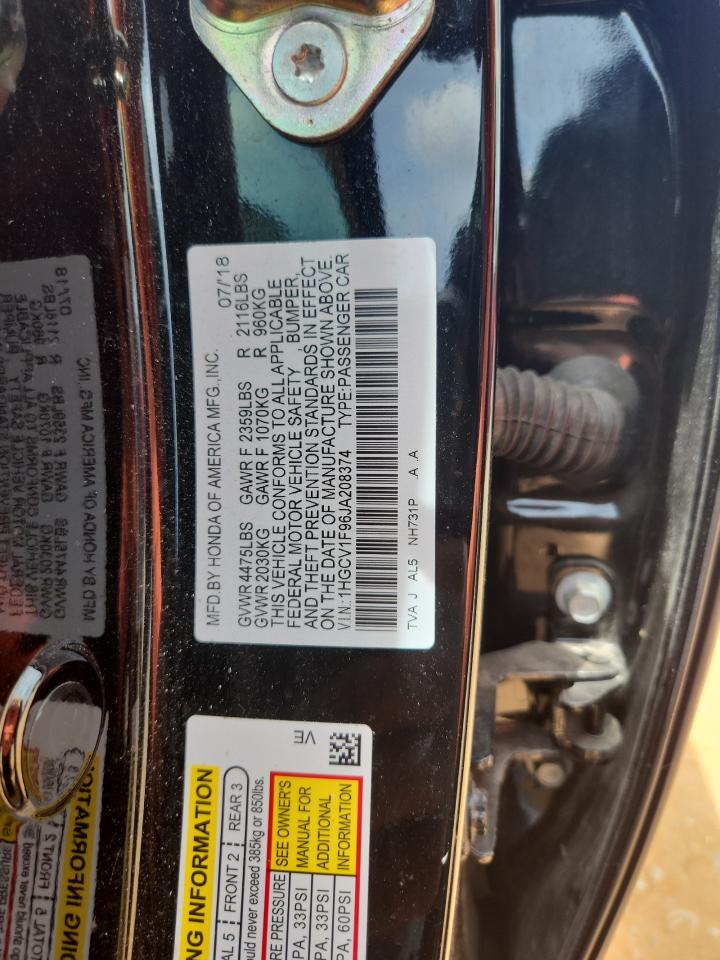 MFD.BY HONDA OF AMERICA MFG.,INC. 07/'18
GVWR 4475LBS GAWR F 2359LBS R 2116LBS
GVWR 2030KG GAWR F 1070KG R 960KG
THIS VEHICLE CONFORMS TO ALL APPLICABLE
FEDERAL MOTOR VEHICLE SAFETY BUMPER,
AND THEFT PREVENTION STANDARDS IN EFFECT
ON THE DATE OF MANUFACTURE SHOWN ABOVE.
V.I.N.:1HGCV1F96JA208374 TYPE:PASSENGER CAR
TVA J AL5 NH731P .A .A
VE
NG INFORMATION
AL 5 FRONT 2 REAR 3
ould never exceed 385kg or 850lbs.
RE PRESSURE SEE OWNER'S
PA, 33PSI MANUAL FOR
PA, 33PSI ADDITIONAL
PA, 60PSI INFORMATION